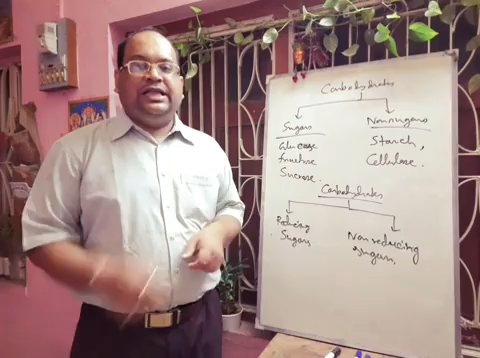 Carbohydrates
Sugars
Nonsugars
Glucose
Starch,
fructose
Cellulose.
Sucrose.
Carbohydrates
Reducing
Sugars
Non reducing
sugars.